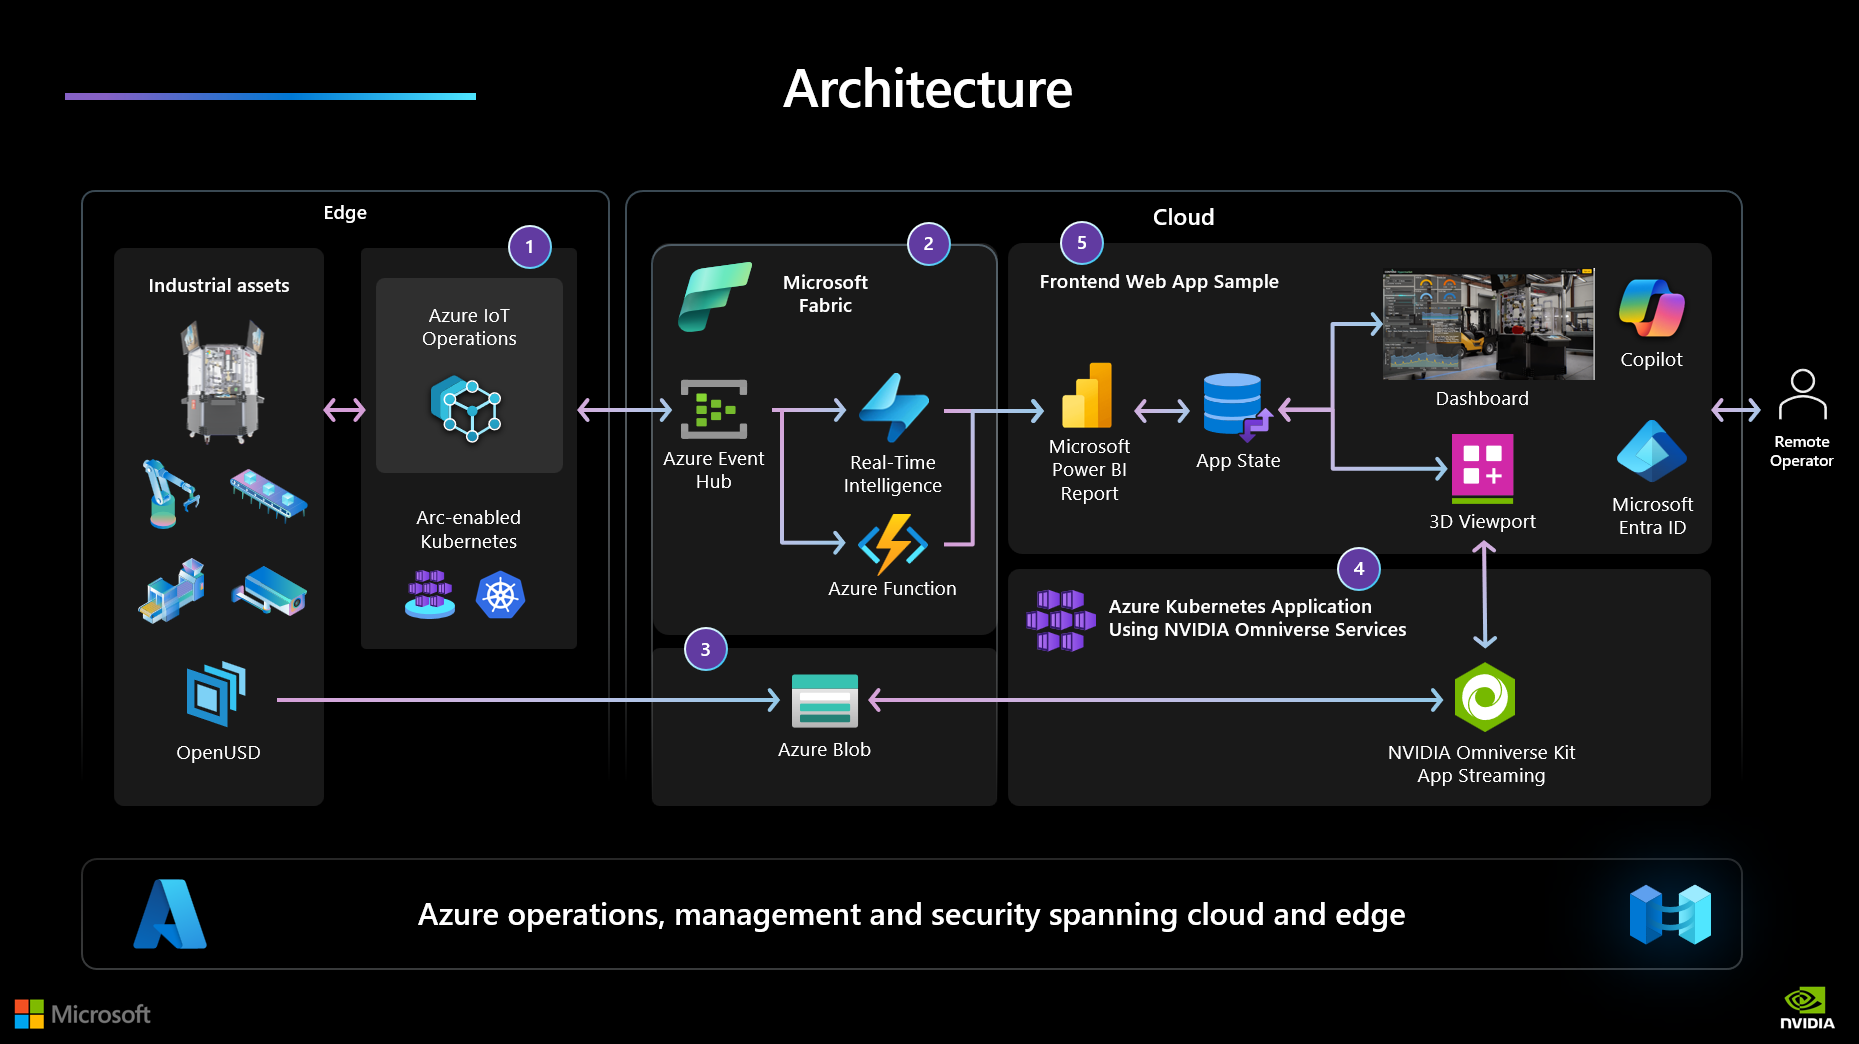 Architecture
Edge
1
Industrial assets
Azure IoT
Operations
Arc-enabled
Kubernetes
OpenUSD
Cloud
2
Microsoft
Fabric
Azure Event
Hub
Real-Time
Intelligence
Azure Function
3
Azure Blob
5
Frontend Web App Sample
Microsoft
Power BI
Report
App State
Dashboard
3D Viewport
Copilot
Microsoft
Entra ID
4
Azure Kubernetes Application
Using NVIDIA Omniverse Services
NVIDIA Omniverse Kit
App Streaming
Remote
Operator
Azure operations, management and security spanning cloud and edge
Microsoft
NVIDIA